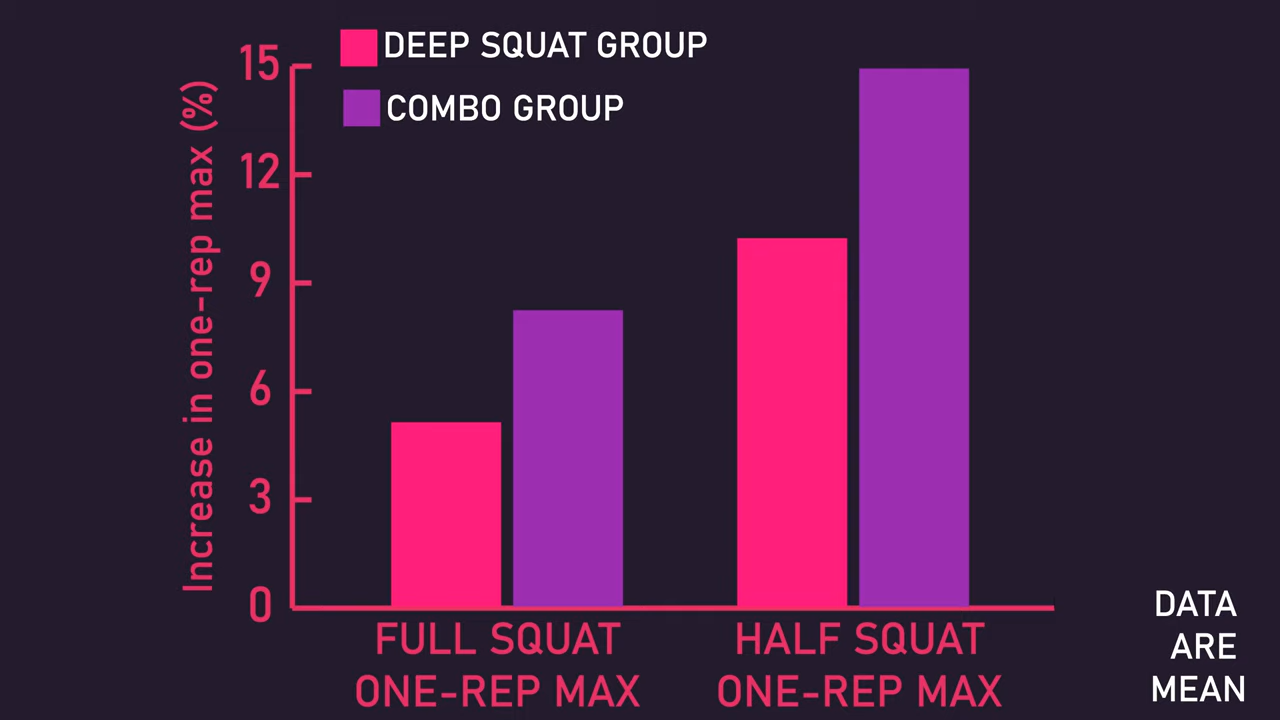 DEEP SQUAT GROUP
COMBO GROUP
Increase in one-rep max (%)
15
12
9
6
3
0
FULL SQUAT
ONE-REP MAX
HALF SQUAT
ONE-REP MAX
DATA
ARE
MEAN